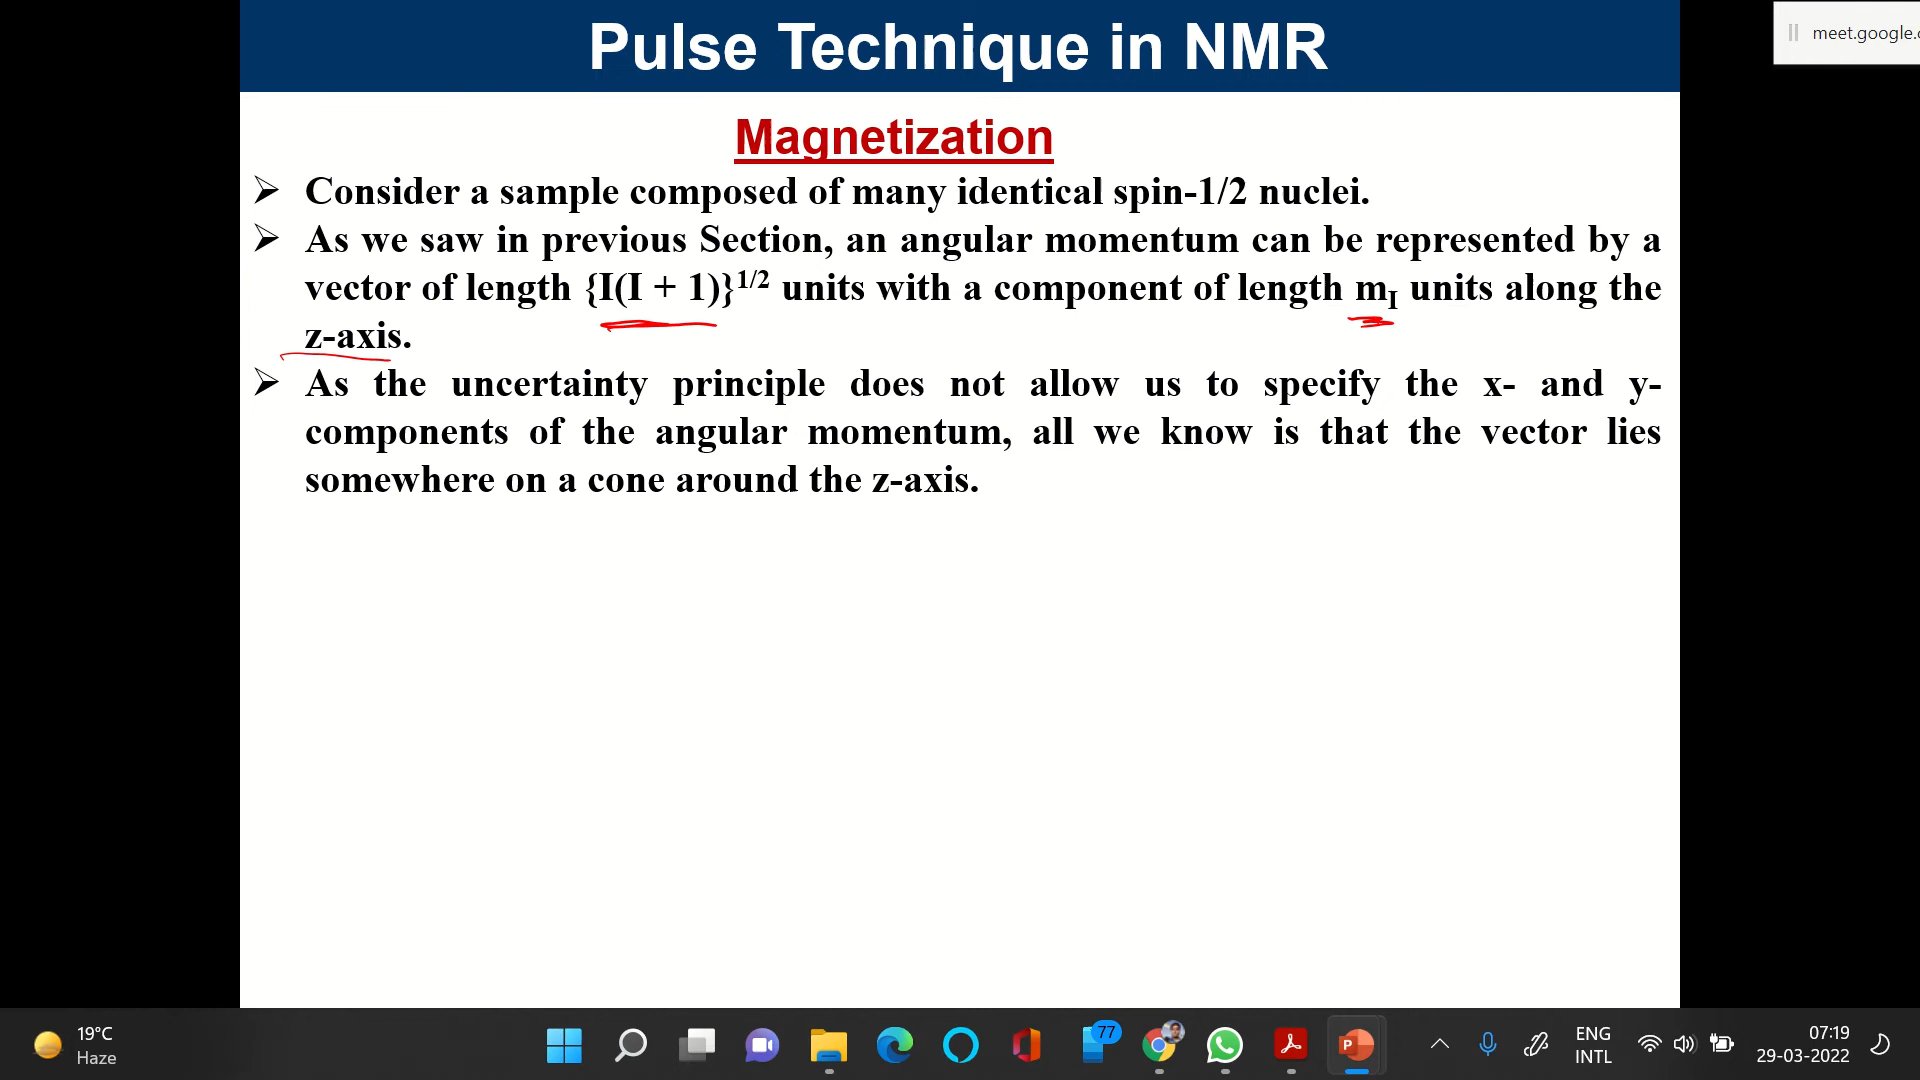 Pulse Technique in NMR
meet.google.c
Magnetization
➢ Consider a sample composed of many identical spin-1/2 nuclei.
➢ As we saw in previous Section, an angular momentum can be represented by a
vector of length {I(I + 1)}^1/2 units with a component of length m_I units along the
z-axis.
➢ As the uncertainty principle does not allow us to specify the x- and y-
components of the angular momentum, all we know is that the vector lies
somewhere on a cone around the z-axis.
19°C
Haze
77
ENG
INTL
07:19
29-03-2022